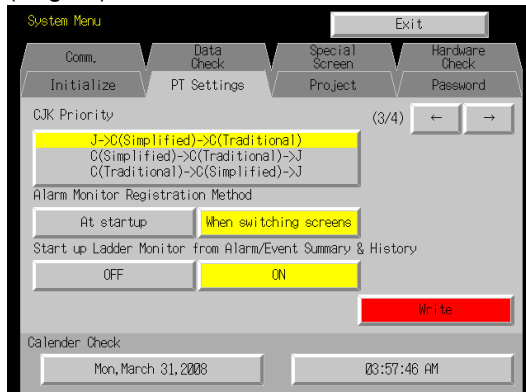 System Menu
Exit
Comm.
Data Check
Special Screen
Hardware Check
Initialize
PT Settings
Project
Password
CJK Priority
(3/4)
←
→
J->C(Simplified)->C(Traditional)
C(Simplified)->C(Traditional)->J
C(Traditional)->C(Simplified)->J
Alarm Monitor Registration Method
At startup
When switching screens
Start up Ladder Monitor from Alarm/Event Summary & History
OFF
ON
Write
Calender Check
Mon,March 31,2008
03:57:46 AM